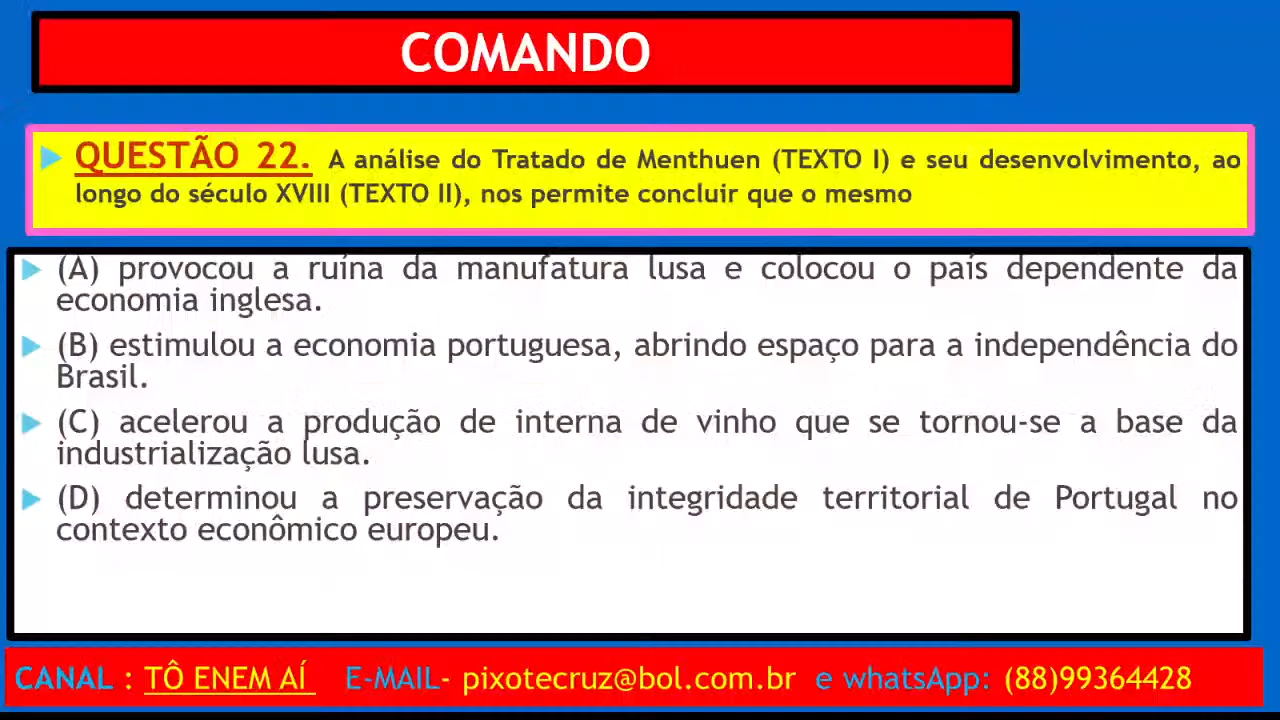 COMANDO
QUESTÃO 22. A análise do Tratado de Menthuen (TEXTO I) e seu desenvolvimento, ao
longo do século XVIII (TEXTO II), nos permite concluir que o mesmo
(A) provocou a ruína da manufatura lusa e colocou o país dependente da
economia inglesa.
(B) estimulou a economia portuguesa, abrindo espaço para a independência do
Brasil.
(C) acelerou a produção de interna de vinho que se tornou-se a base da
industrialização lusa.
(D) determinou a preservação da integridade territorial de Portugal no
contexto econômico europeu.
CANAL : TÔ ENEM AÍ E-MAIL- pixotecruz@bol.com.br e whatsApp: (88)99364428